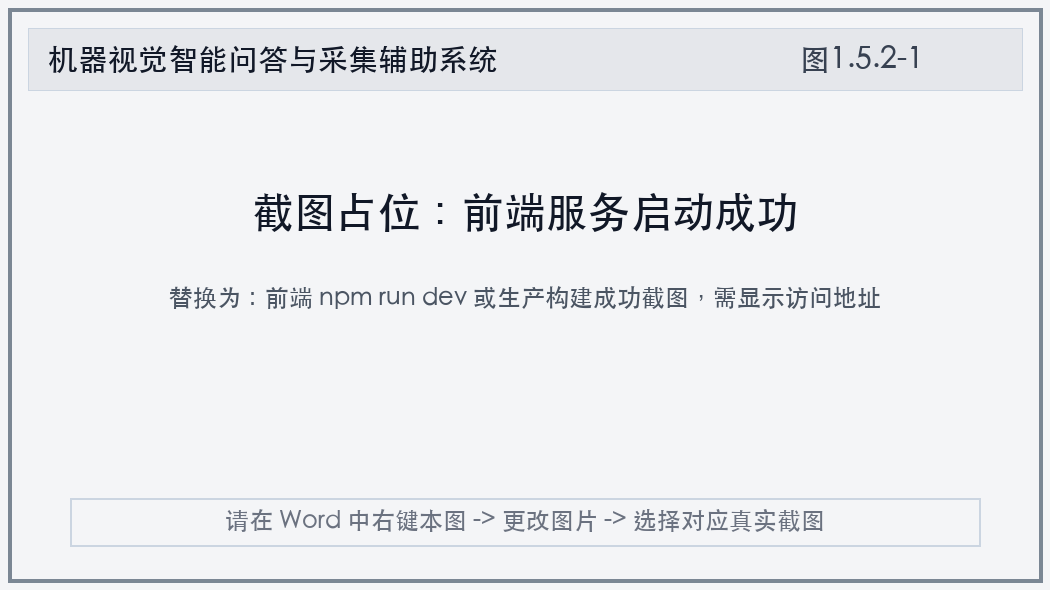 机器视觉智能问答与采集辅助系统 图1.5.2-1
截图占位：前端服务启动成功
替换为：前端 npm run dev 或生产构建成功截图，需显示访问地址
请在 Word 中右键本图 -> 更改图片 -> 选择对应真实截图